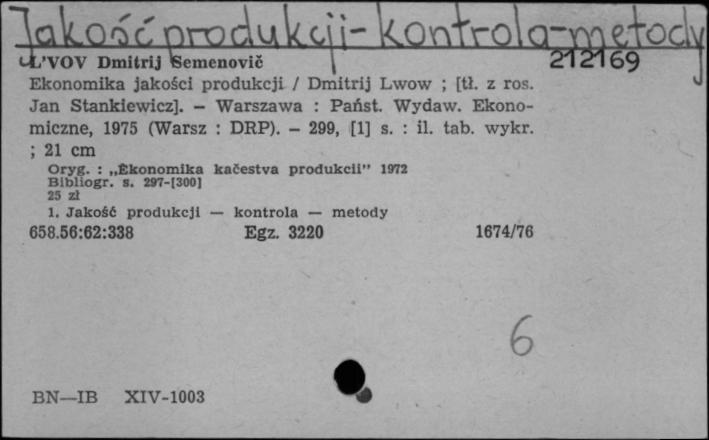 Jakość produkcji-kontrola-metody
L'VOV Dmitrij Semenovič 212169
Ekonomika jakości produkcji / Dmitrij Lwow ; [tł. z ros.
Jan Stankiewicz]. — Warszawa : Państ. Wydaw. Ekono-
miczne, 1975 (Warsz : DRP). — 299, [1] s. : il. tab. wykr.
; 21 cm
Oryg. : „Ėkonomika kačestva produkcii" 1972
Bibliogr. s. 297-[300]
25 zł
1. Jakość produkcji — kontrola — metody
658.56:62:338 Egz. 3220 1674/76
6
BN—IB XIV-1003